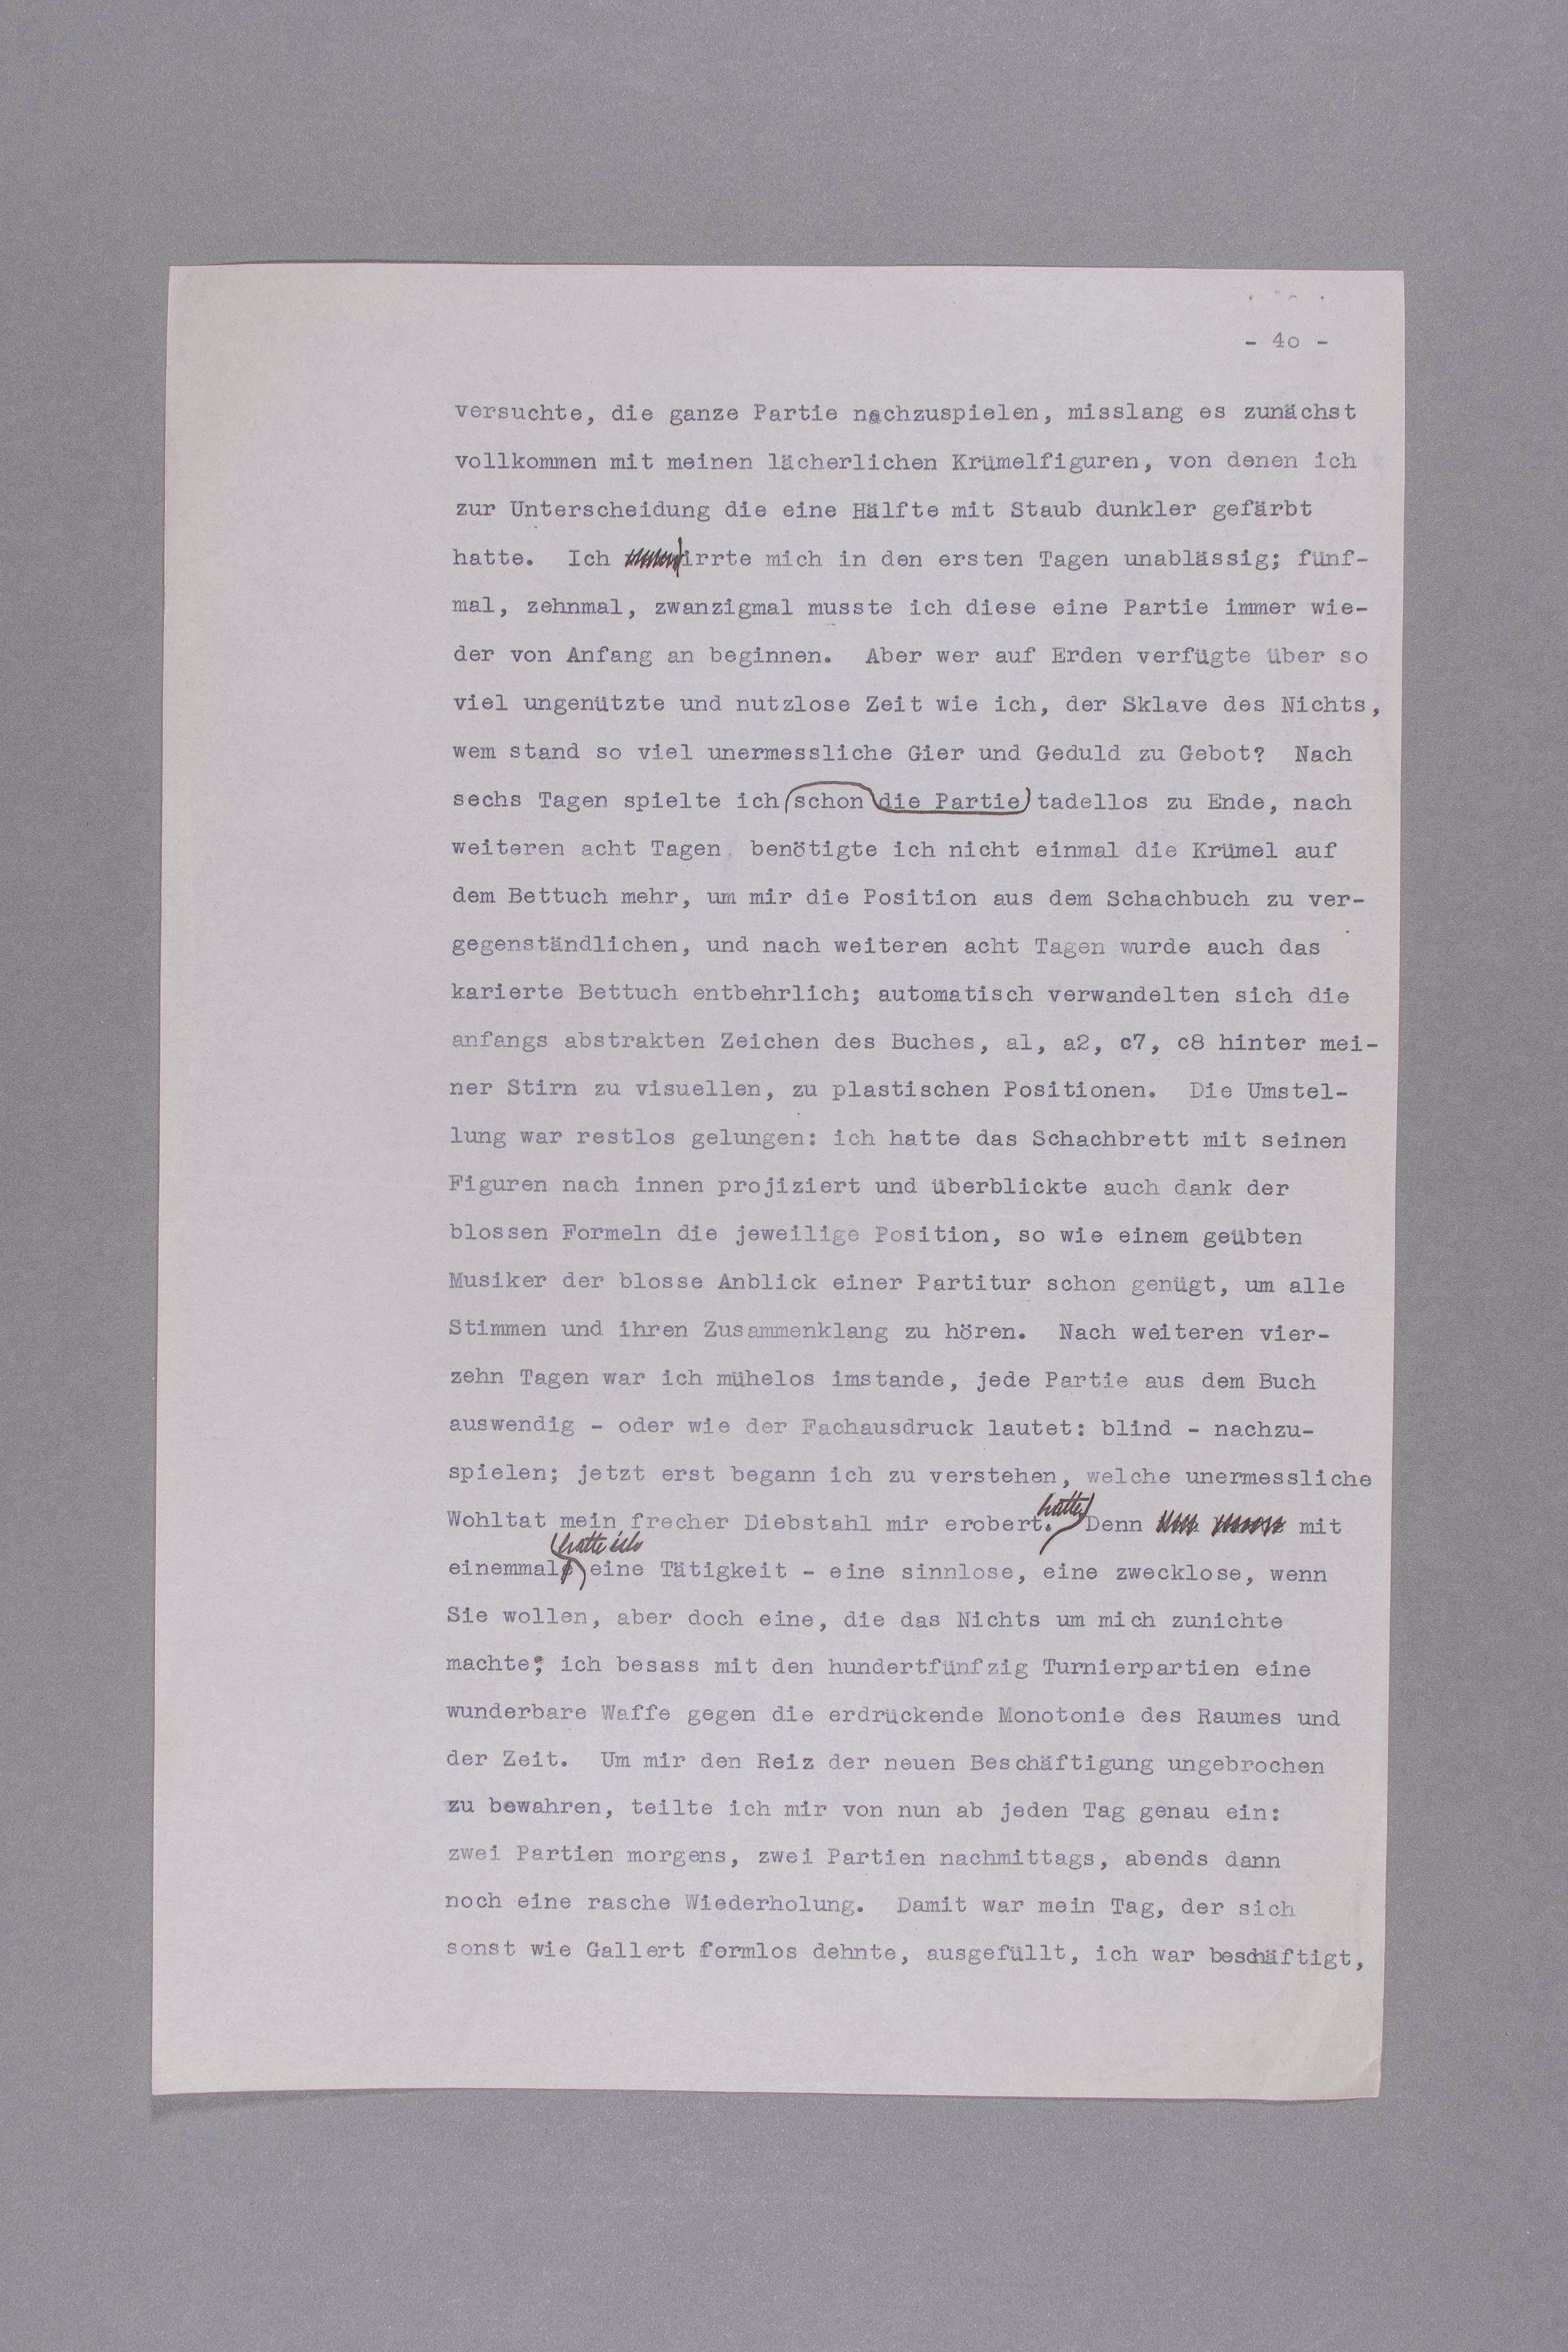 - 4o -
versuchte, die ganze Partie nachzuspielen, misslang es zunächst
vollkommen mit meinen lächerlichen Krümelfiguren, von denen ich
zur Unterscheidung die eine Hälfte mit Staub dunkler gefärbt
hatte. Ich irrte mich in den ersten Tagen unablässig; fünf-
mal, zehnmal, zwanzigmal musste ich diese eine Partie immer wie-
der von Anfang an beginnen. Aber wer auf Erden verfügte über so
viel ungenützte und nutzlose Zeit wie ich, der Sklave des Nichts,
wem stand so viel unermessliche Gier und Geduld zu Gebot? Nach
sechs Tagen spielte ich schon die Partie tadellos zu Ende, nach
weiteren acht Tagen benötigte ich nicht einmal die Krümel auf
dem Bettuch mehr, um mir die Position aus dem Schachbuch zu ver-
gegenständlichen, und nach weiteren acht Tagen wurde auch das
karierte Bettuch entbehrlich; automatisch verwandelten sich die
anfangs abstrakten Zeichen des Buches, a1, a2, c7, c8 hinter mei-
ner Stirn zu visuellen, zu plastischen Positionen. Die Umstel-
lung war restlos gelungen: ich hatte das Schachbrett mit seinen
Figuren nach innen projiziert und überblickte auch dank der
blossen Formeln die jeweilige Position, so wie einem geübten
Musiker der blosse Anblick einer Partitur schon genügt, um alle
Stimmen und ihren Zusammenklang zu hören. Nach weiteren vier-
zehn Tagen war ich mühelos imstande, jede Partie aus dem Buch
auswendig - oder wie der Fachausdruck lautet: blind - nachzu-
spielen; jetzt erst begann ich zu verstehen, welche unermessliche
Wohltat mein frecher Diebstahl mir erobert hatte. Denn mit
einemmal hatte ich eine Tätigkeit - eine sinnlose, eine zwecklose, wenn
Sie wollen, aber doch eine, die das Nichts um mich zunichte
machte; ich besass mit den hundertfünfzig Turnierpartien eine
wunderbare Waffe gegen die erdrückende Monotonie des Raumes und
der Zeit. Um mir den Reiz der neuen Beschäftigung ungebrochen
zu bewahren, teilte ich mir von nun ab jeden Tag genau ein:
zwei Partien morgens, zwei Partien nachmittags, abends dann
noch eine rasche Wiederholung. Damit war mein Tag, der sich
sonst wie Gallert formlos dehnte, ausgefüllt, ich war beschäftigt,